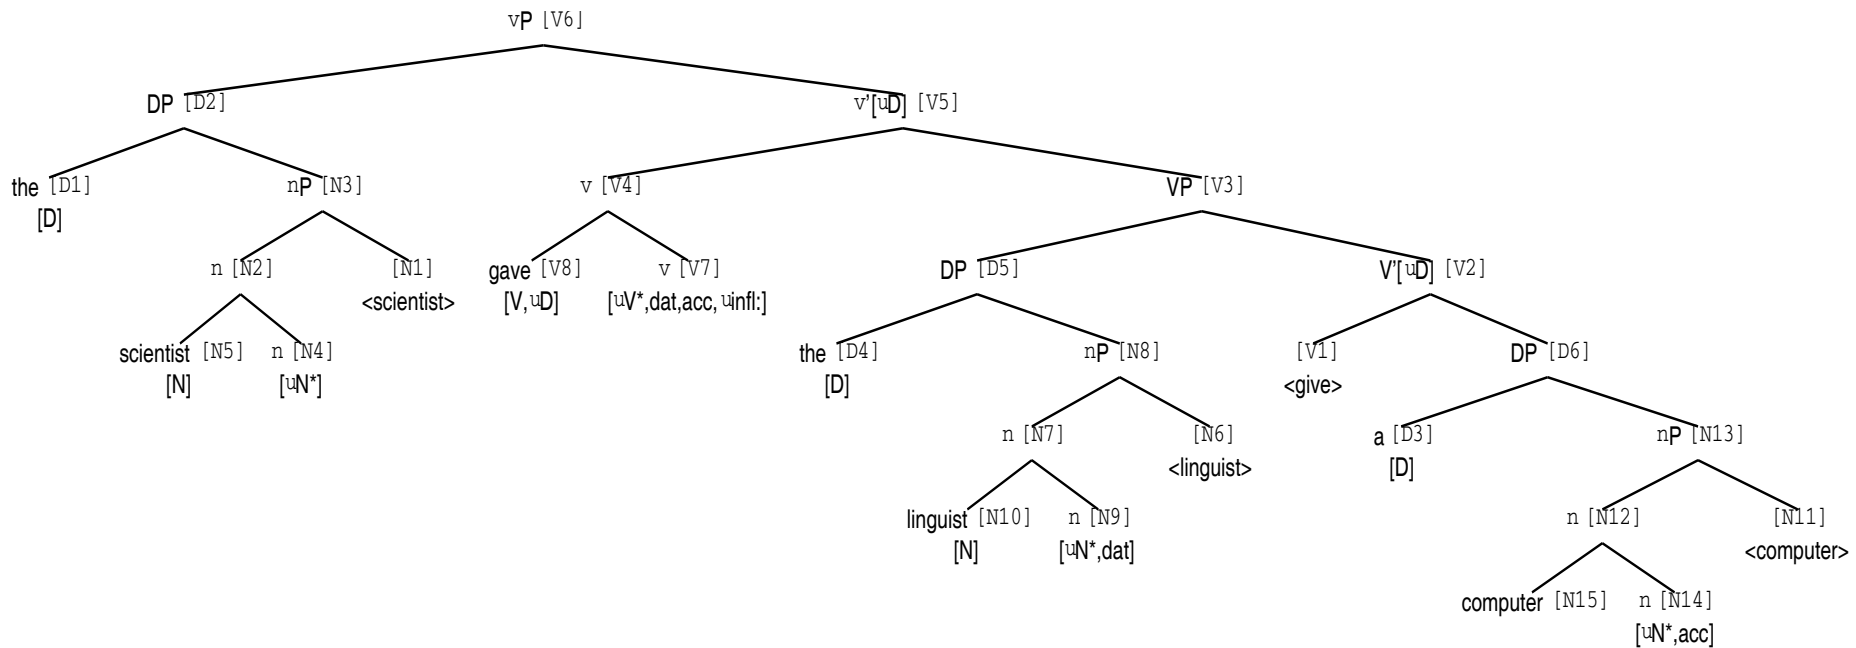 vP [V6]
DP [D2] v'[uD] [V5]
the [D1] nP [N3] v [V4] VP [V3]
[D]
n [N2] [N1] gave [V8] v [V7] DP [D5] V'[uD] [V2]
<scientist> [V,uD] [uV*,dat,acc, uinfl:]
scientist [N5] n [N4] the [D4] nP [N8] [V1] DP [D6]
[N] [uN*] [D] <give>
n [N7] [N6] a [D3] nP [N13]
<linguist> [D]
linguist [N10] n [N9] n [N12] [N11]
[N] [uN*,dat] <computer>
computer [N15] n [N14]
[uN*,acc]